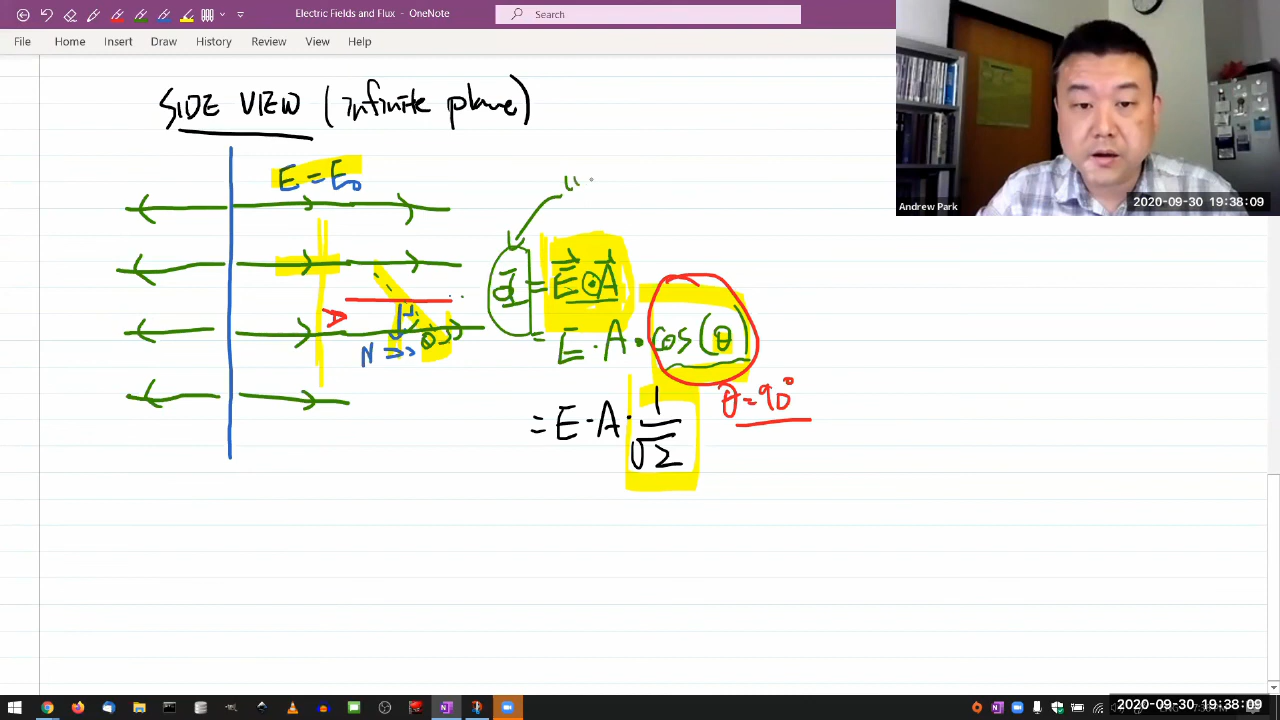 Electric Fields and Flux - OneNote
Search
File Home Insert Draw History Review View Help
SIDE VIEW (infinite plane)
E = E₀
"
Φ = E⃗ ⊙ A⃗
A
N
θ
= E · A · cos(θ)
θ = 90°
= E · A · 1/√2
Andrew Park
2020-09-30 19:38:09
2020-09-30 19:38:09